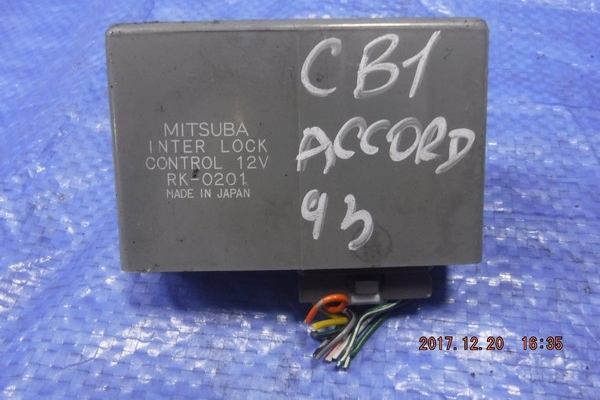 MITSUBA
INTER LOCK
CONTROL 12V
RK-0201
MADE IN JAPAN
CB1
ACCORD
93
2017.12.20 16:35